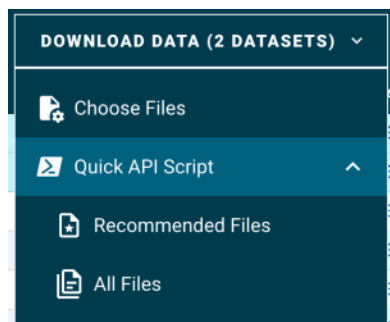 DOWNLOAD DATA (2 DATASETS)
Choose Files
Quick API Script
Recommended Files
All Files